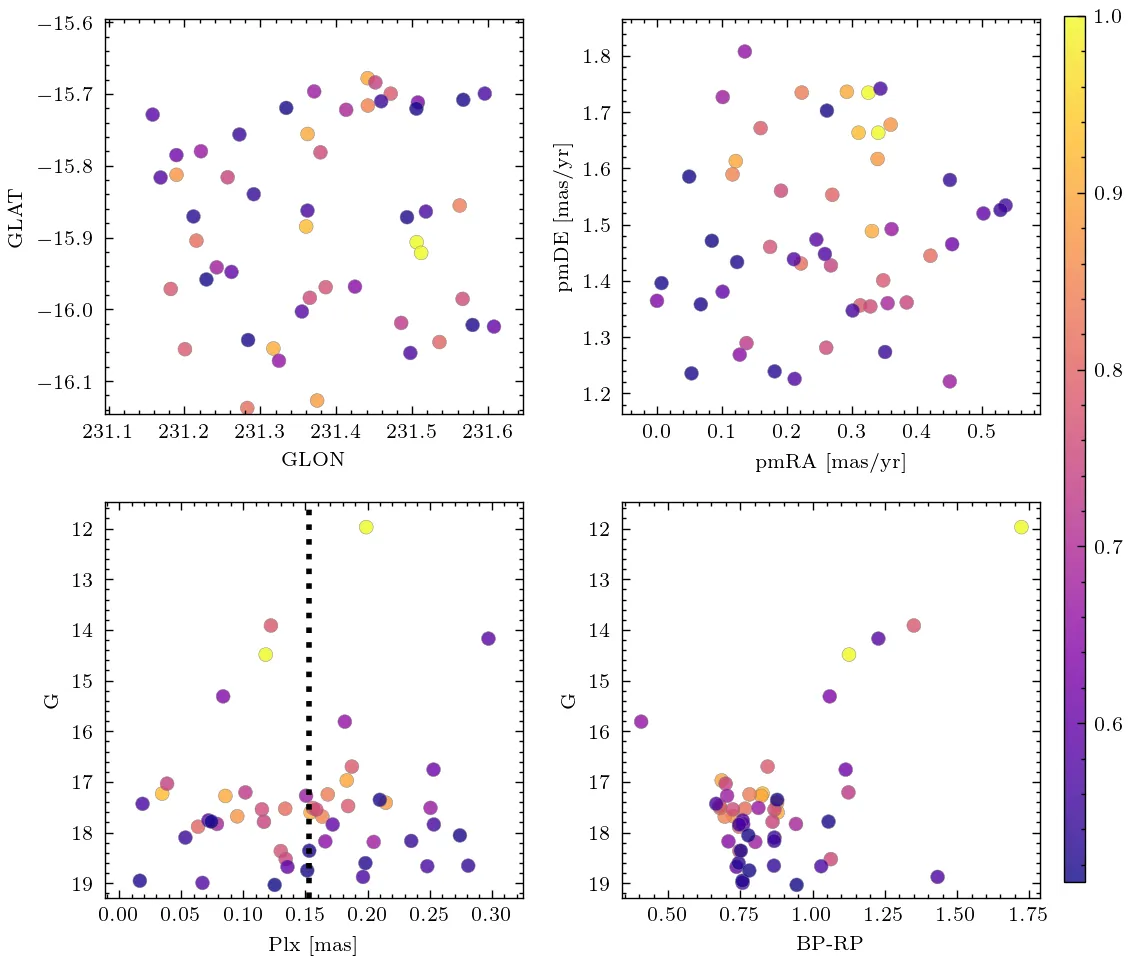 −15.6
−15.7
−15.8
−15.9
−16.0
−16.1
GLAT
231.1 231.2 231.3 231.4 231.5 231.6
GLON
1.8
1.7
1.6
1.5
1.4
1.3
1.2
pmDE [mas/yr]
0.0 0.1 0.2 0.3 0.4 0.5
pmRA [mas/yr]
1.0
0.9
0.8
0.7
0.6
12
13
14
15
16
17
18
19
G
0.00 0.05 0.10 0.15 0.20 0.25 0.30
Plx [mas]
12
13
14
15
16
17
18
19
G
0.50 0.75 1.00 1.25 1.50 1.75
BP-RP